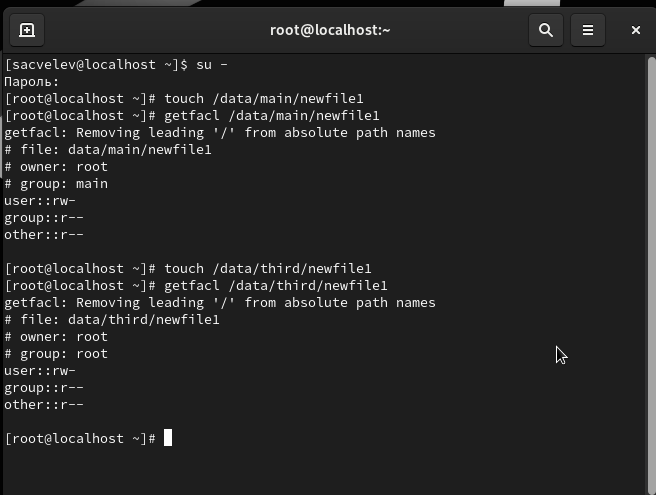 root@localhost:~
[sacvelev@localhost ~]$ su -
Пароль:
[root@localhost ~]# touch /data/main/newfile1
[root@localhost ~]# getfacl /data/main/newfile1
getfacl: Removing leading '/' from absolute path names
# file: data/main/newfile1
# owner: root
# group: main
user::rw-
group::r--
other::r--

[root@localhost ~]# touch /data/third/newfile1
[root@localhost ~]# getfacl /data/third/newfile1
getfacl: Removing leading '/' from absolute path names
# file: data/third/newfile1
# owner: root
# group: root
user::rw-
group::r--
other::r--

[root@localhost ~]#